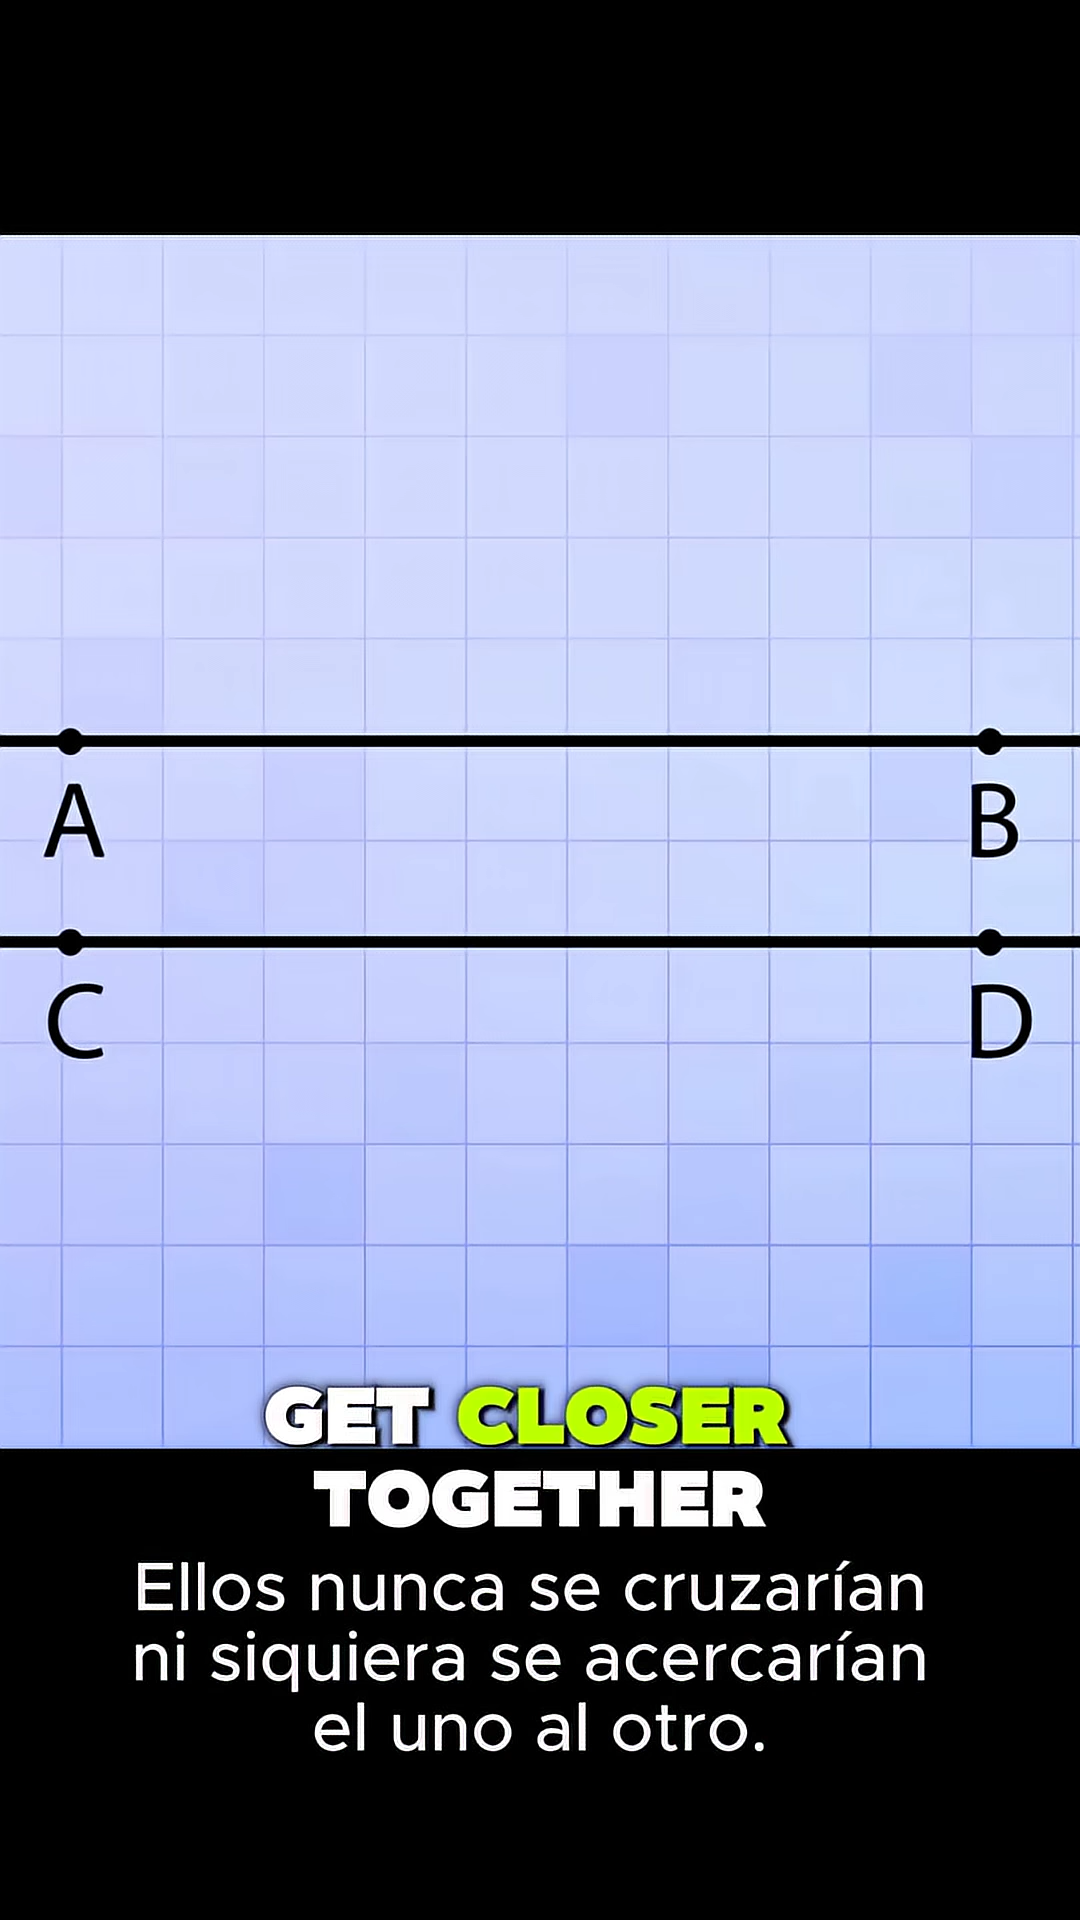 A B
C D
GET CLOSER
TOGETHER
Ellos nunca se cruzarían
ni siquiera se acercarían
el uno al otro.